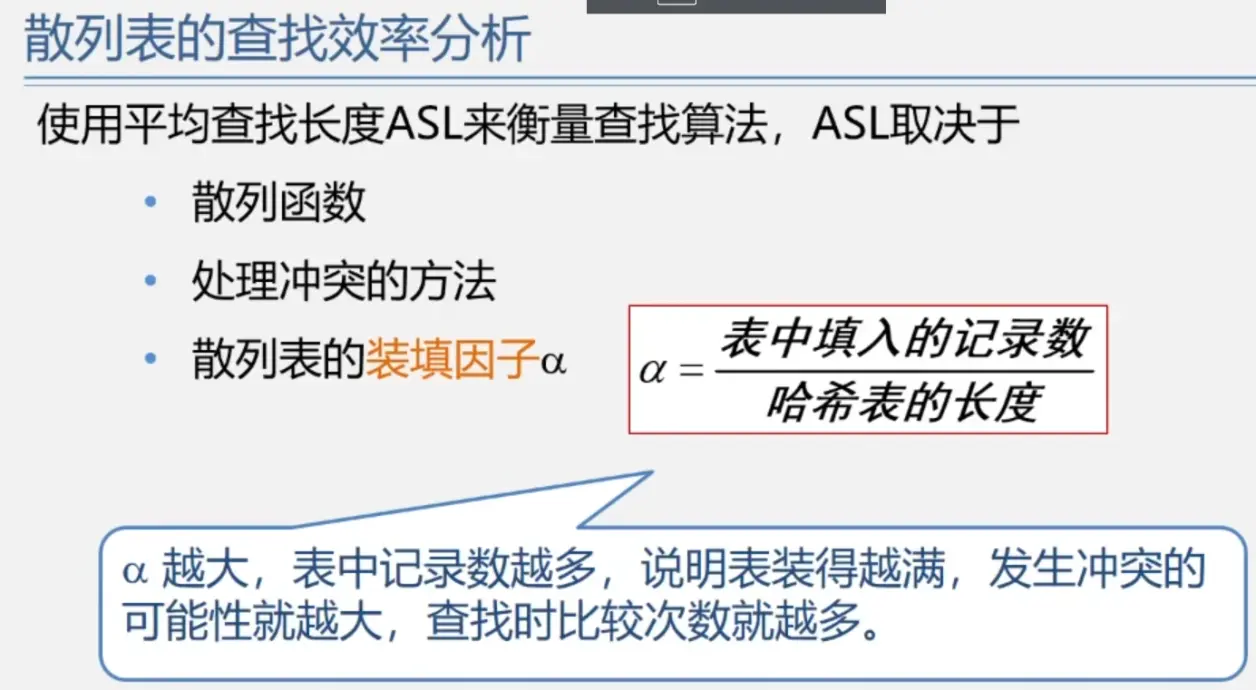 散列表的查找效率分析
使用平均查找长度ASL来衡量查找算法，ASL取决于
• 散列函数
• 处理冲突的方法
• 散列表的装填因子α
α = 表中填入的记录数
哈希表的长度
α 越大，表中记录数越多，说明表装得越满，发生冲突的
可能性就越大，查找时比较次数就越多。